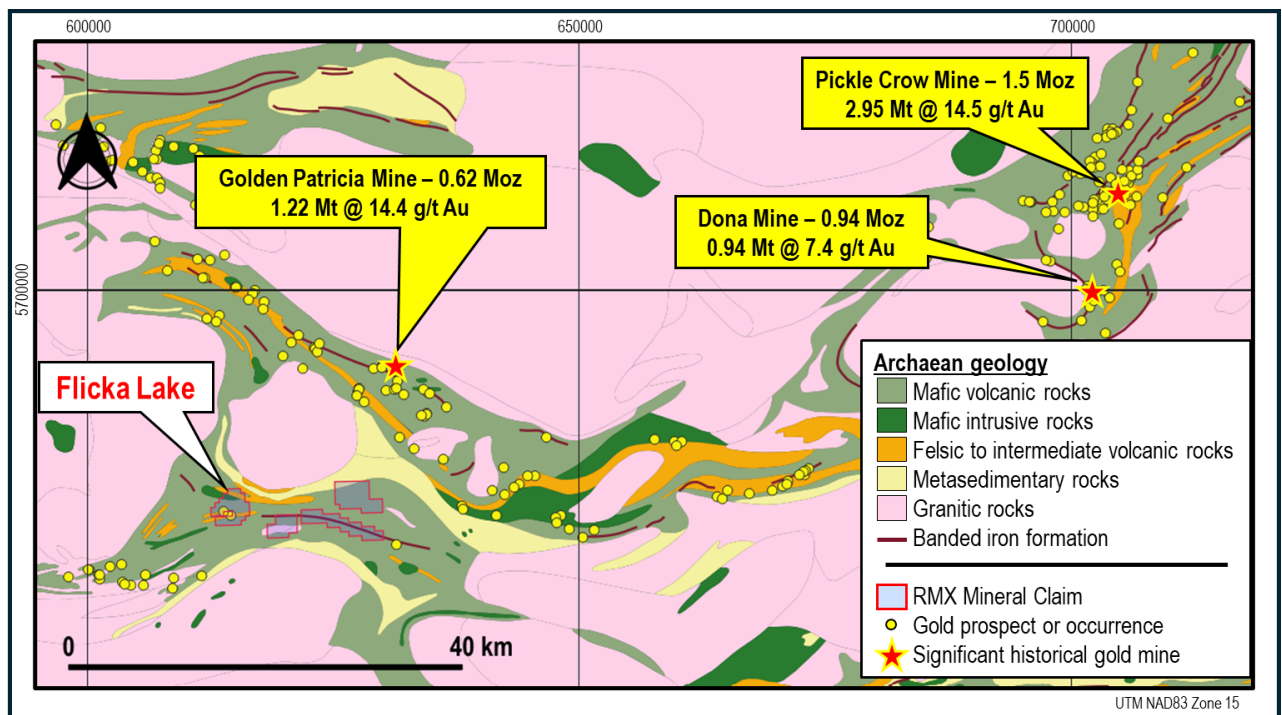 600000
650000
700000
5700000
Pickle Crow Mine – 1.5 Moz
2.95 Mt @ 14.5 g/t Au
Golden Patricia Mine – 0.62 Moz
1.22 Mt @ 14.4 g/t Au
Dona Mine – 0.94 Moz
0.94 Mt @ 7.4 g/t Au
Flicka Lake
Archaean geology
Mafic volcanic rocks
Mafic intrusive rocks
Felsic to intermediate volcanic rocks
Metasedimentary rocks
Granitic rocks
Banded iron formation
RMX Mineral Claim
Gold prospect or occurrence
Significant historical gold mine
0
40 km
UTM NAD83 Zone 15